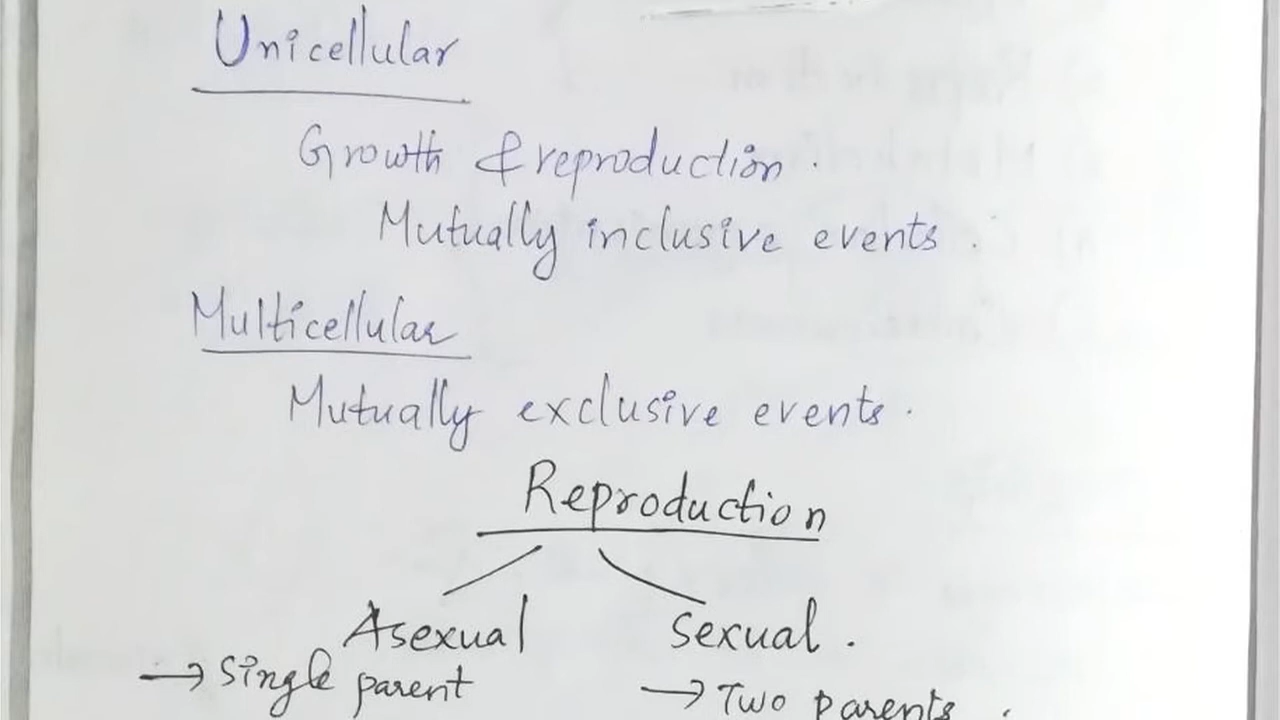 Unicellular
Growth & reproduction.
Mutually inclusive events.
Multicellular
Mutually exclusive events.
Reproduction
Asexual
Sexual.
→ Single parent
→ Two parents.